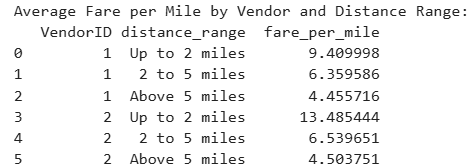 Average Fare per Mile by Vendor and Distance Range:
VendorID distance_range fare_per_mile
0 1 Up to 2 miles 9.409998
1 1 2 to 5 miles 6.359586
2 1 Above 5 miles 4.455716
3 2 Up to 2 miles 13.485444
4 2 2 to 5 miles 6.539651
5 2 Above 5 miles 4.503751